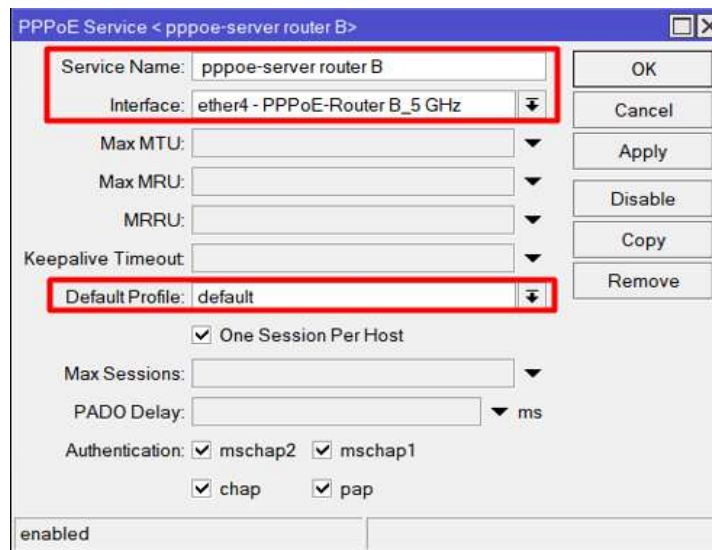 PPPoE Service < pppoe-server router B>
Service Name: pppoe-server router B
OK
Interface: ether4 - PPPoE-Router B_5 GHz
Cancel
Max MTU:
Apply
Max MRU:
Disable
MRRU:
Copy
Keepalive Timeout:
Remove
Default Profile: default
One Session Per Host
Max Sessions:
PADO Delay: ms
Authentication: mschap2 mschap1
chap pap
enabled